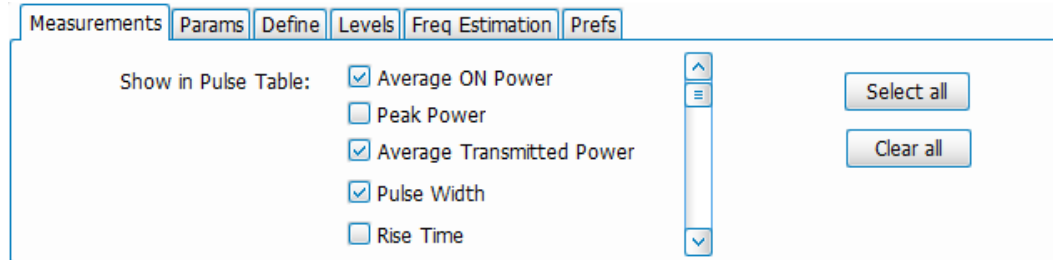 Measurements Params Define Levels Freq Estimation Prefs
Show in Pulse Table:
Average ON Power
Peak Power
Average Transmitted Power
Pulse Width
Rise Time
Select all
Clear all